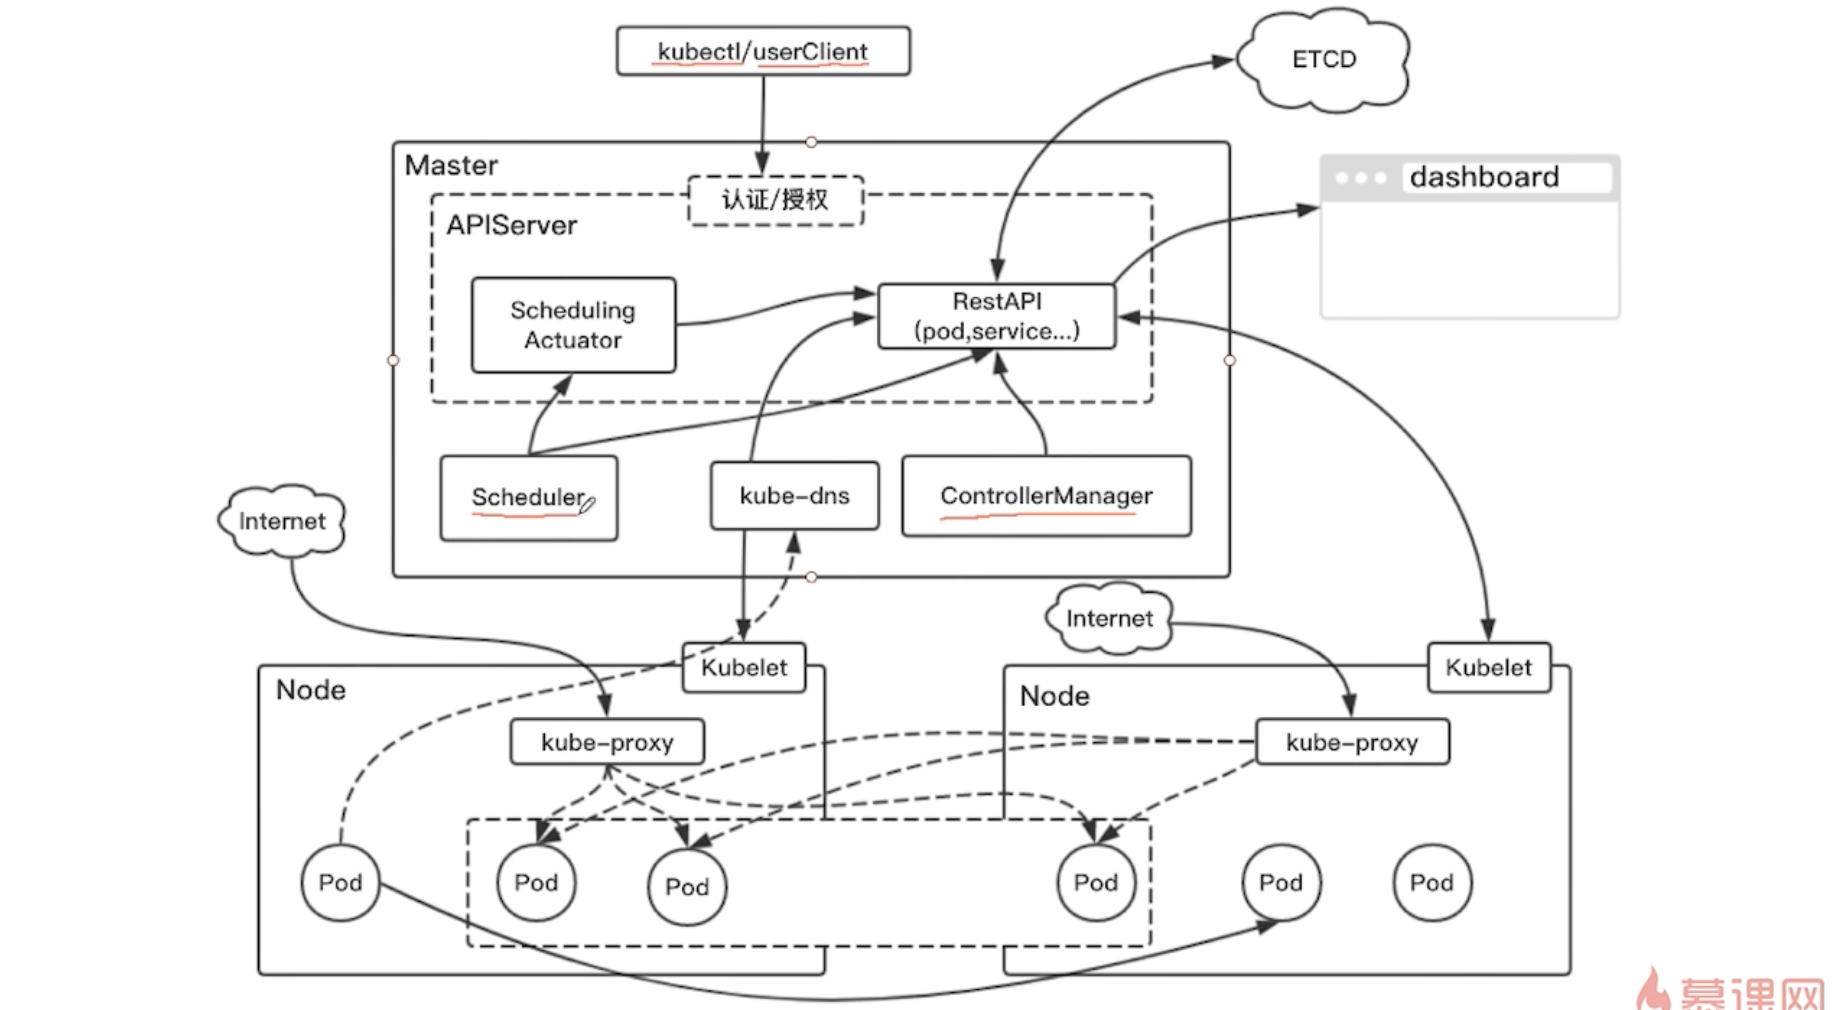 kubectl/userClient
ETCD
Master
dashboard
认证/授权
APIServer
Scheduling
Actuator
RestAPI
(pod,service...)
Scheduler
kube-dns
ControllerManager
Internet
Internet
Kubelet
Kubelet
Node
Node
kube-proxy
kube-proxy
Pod
Pod
Pod
Pod
Pod
Pod
慕课网